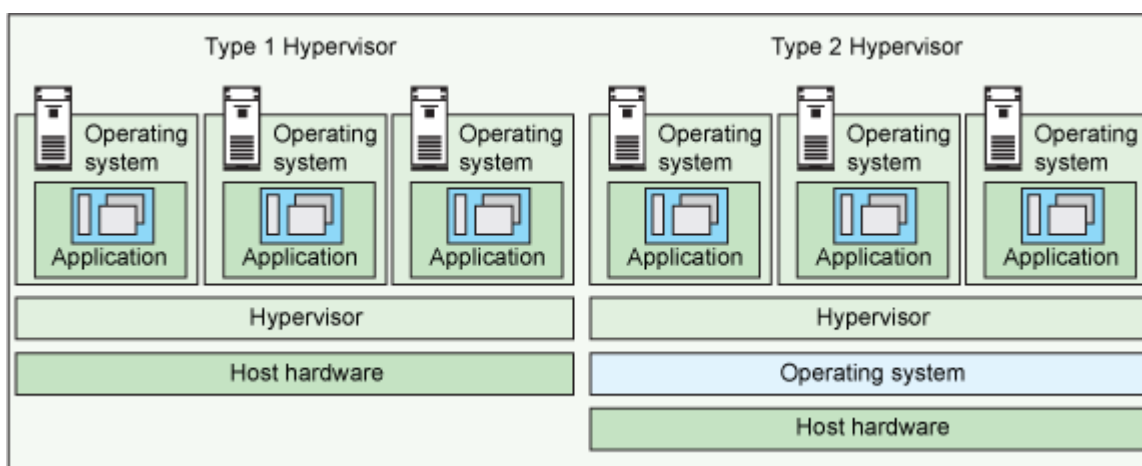 Type 1 Hypervisor
Operating
system
Application
Operating
system
Application
Operating
system
Application
Hypervisor
Host hardware
Type 2 Hypervisor
Operating
system
Application
Operating
system
Application
Operating
system
Application
Hypervisor
Operating system
Host hardware